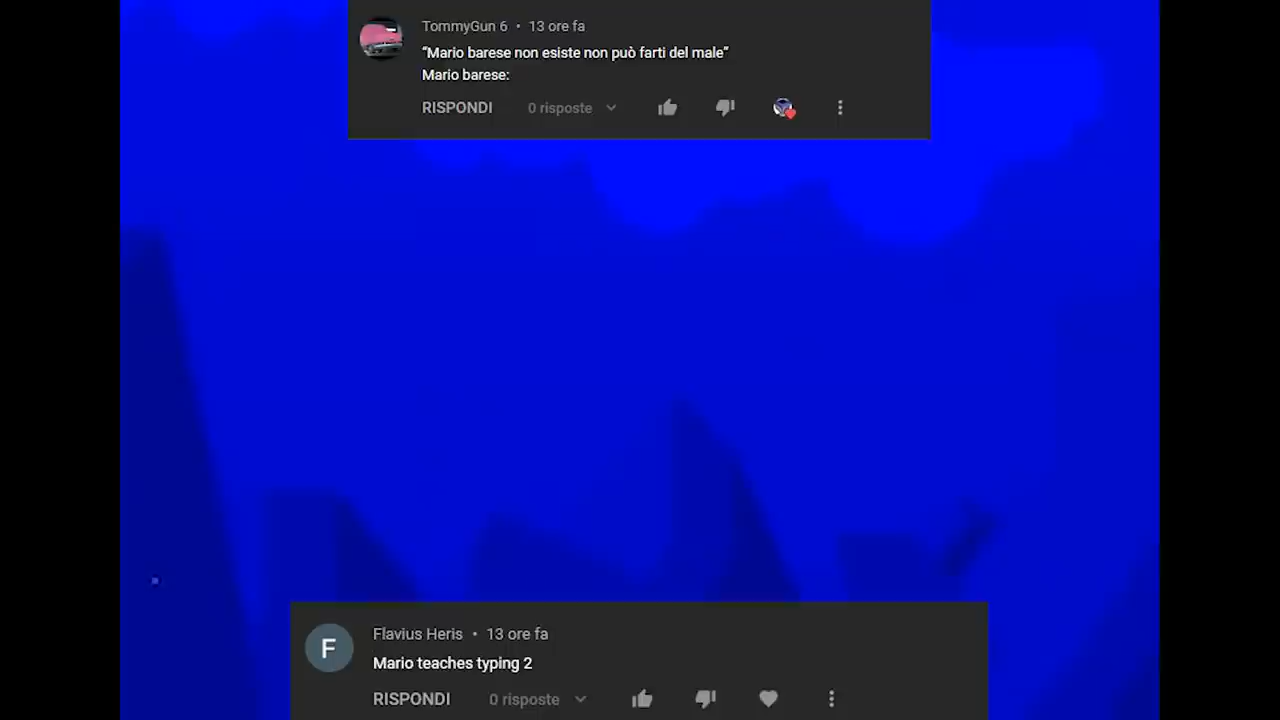 TommyGun 6 • 13 ore fa
“Mario barese non esiste non può farti del male”
Mario barese:
RISPONDI 0 risposte
F Flavius Heris • 13 ore fa
Mario teaches typing 2
RISPONDI 0 risposte